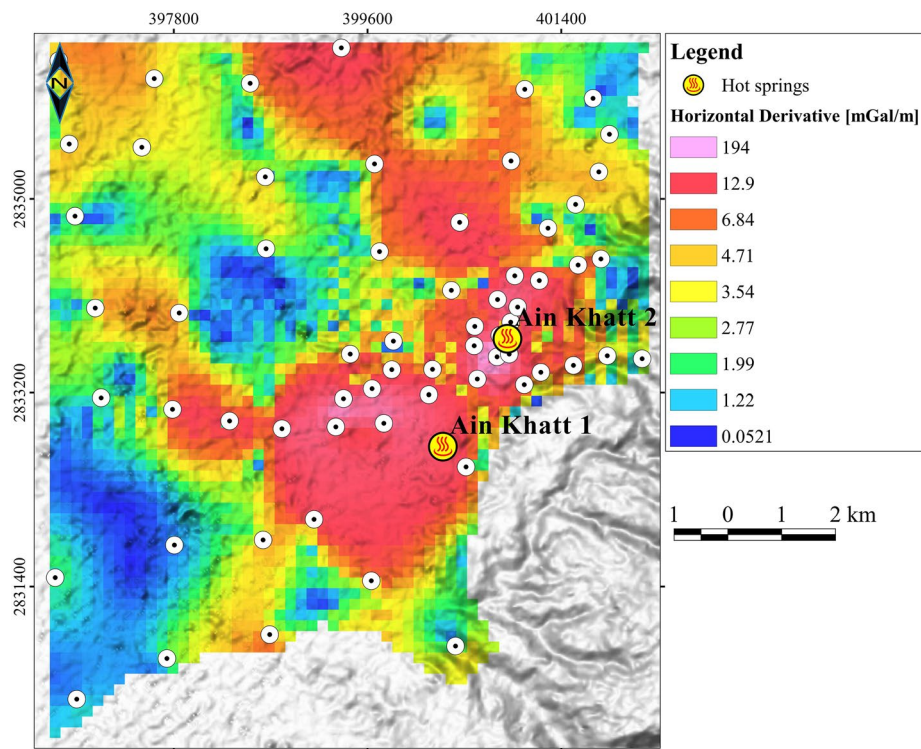 397800 399600 401400
Legend
Hot springs
Horizontal Derivative [mGal/m]
194
12.9
6.84
4.71
3.54
2.77
1.99
1.22
0.0521
N
2835000
2833200
2831400
Ain Khatt 2
Ain Khatt 1
1 0 1 2 km